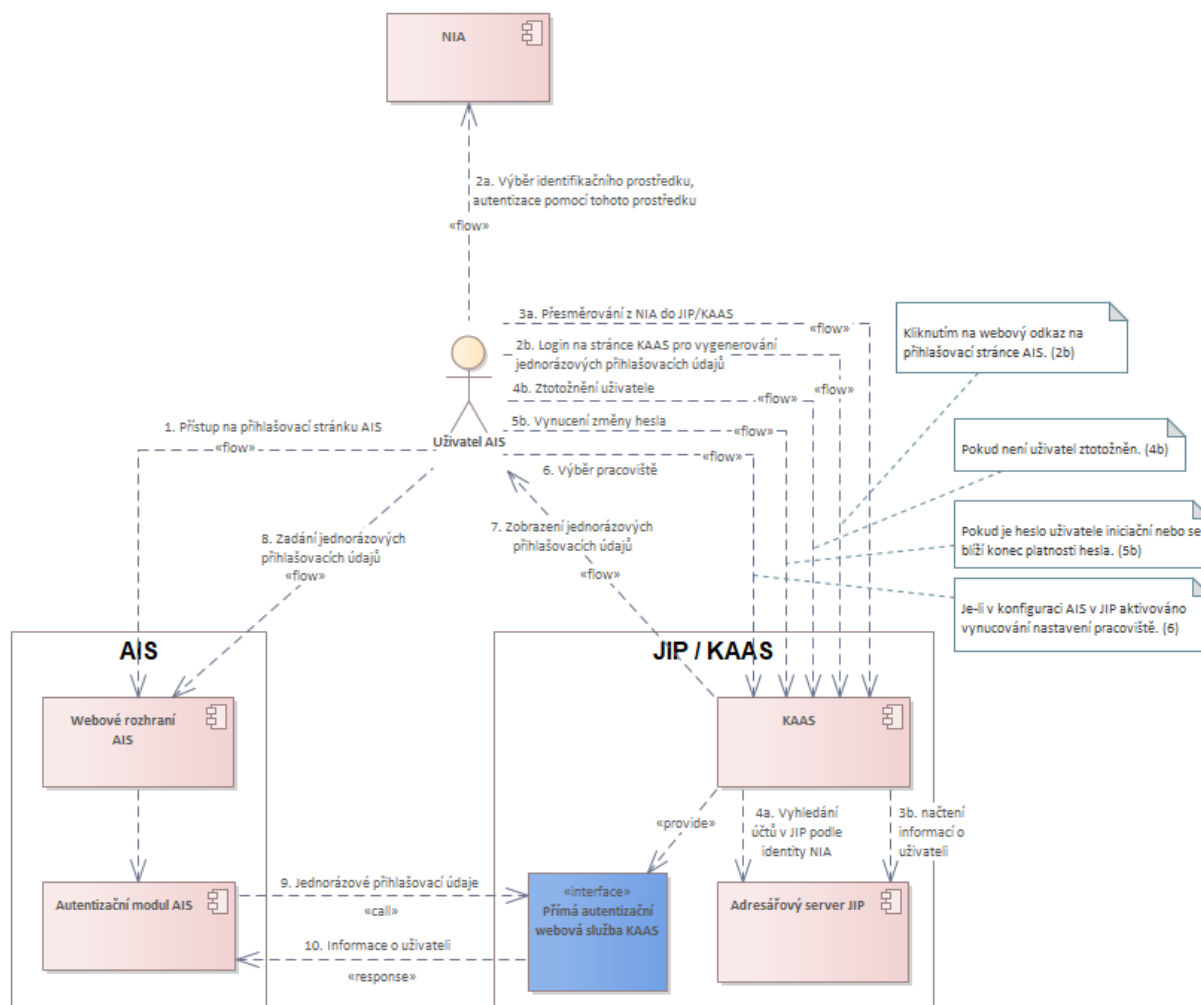 NIA
2a. Výběr identifikačního prostředku,
autentizace pomocí tohoto prostředku
«flow»
3a. Přesměrování z NIA do JIP/KAAS
«flow»
2b. Login na stránce KAAS pro vygenerování
jednorázových přihlašovacích údajů
«flow»
4b. Ztotožnění uživatele
«flow»
5b. Vynucení změny hesla
«flow»
6. Výběr pracoviště
«flow»
Uživatel AIS
Kliknutím na webový odkaz na
přihlašovací stránce AIS. (2b)
Pokud není uživatel ztotožněn. (4b)
Pokud je heslo uživatele iniciační nebo se
blíží konec platnosti hesla. (5b)
Je-li v konfiguraci AIS v JIP aktivováno
vynucování nastavení pracoviště. (6)
1. Přístup na přihlašovací stránku AIS
«flow»
8. Zadání jednorázových
přihlašovacích údajů
«flow»
7. Zobrazení jednorázových
přihlašovacích údajů
«flow»
AIS
JIP / KAAS
Webové rozhraní
AIS
KAAS
«provide»
4a. Vyhledání
účtů v JIP podle
identity NIA
3b. načtení
informací o
uživateli
Autentizační modul AIS
9. Jednorázové přihlašovací údaje
«call»
10. Informace o uživateli
«response»
«interface»
Přímá autentizační
webová služba KAAS
Adresářový server JIP